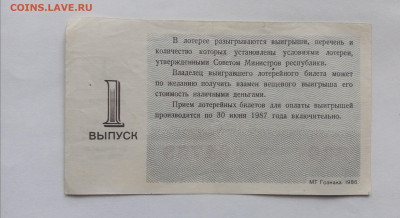 COINS.LAVE.RU
В лотерее разыгрываются выигрыши, перечень и
количество которых установлены условиями лотереи,
утвержденными Советом Министров республики.
Владелец выигравшего лотерейного билета может
по желанию получить взамен вещевого выигрыша его
стоимость наличными деньгами.
Прием лотерейных билетов для оплаты выигрышей
производится по 30 июня 1987 года включительно.
1
ВЫПУСК
МТ Гознака 1986